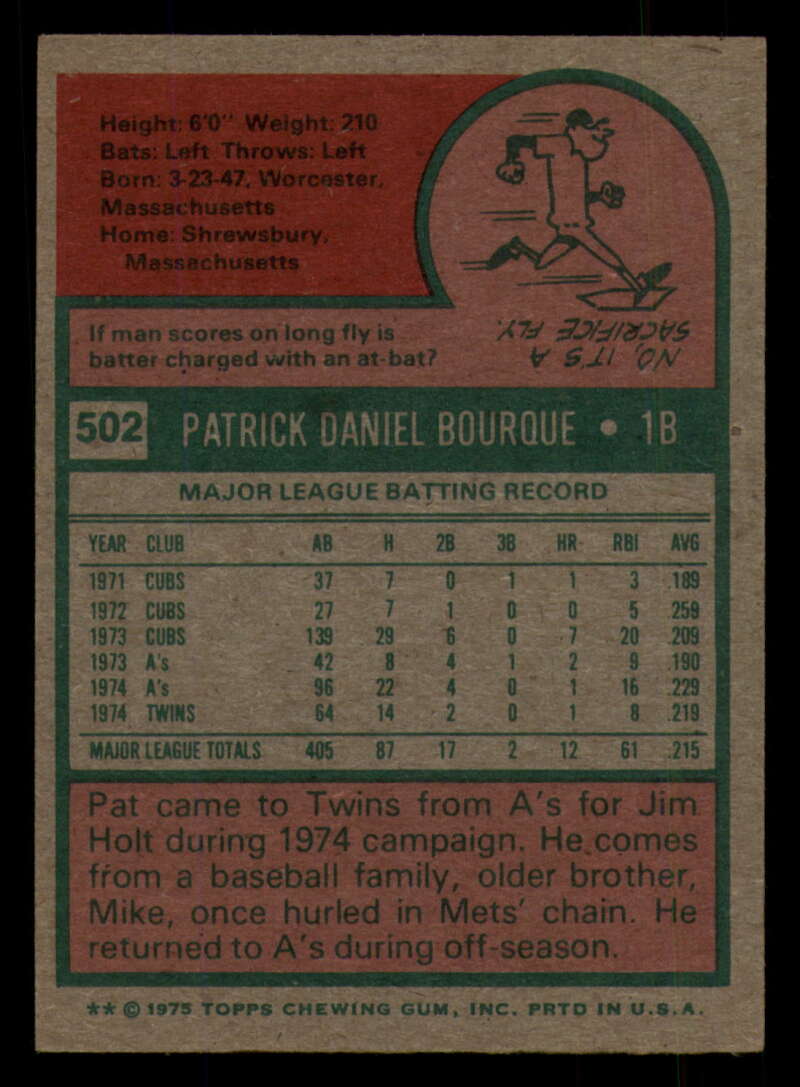 Height: 6'0" Weight: 210
Bats: Left Throws: Left
Born: 3-23-47, Worcester,
Massachusetts
Home: Shrewsbury,
Massachusetts
If man scores on long fly is
batter charged with an at-bat?
NO, IT'S A
SACRIFICE FLY.
502 PATRICK DANIEL BOURQUE • 1B
MAJOR LEAGUE BATTING RECORD
YEAR CLUB AB H 2B 3B HR RBI AVG
1971 CUBS 37 7 0 1 1 3 .189
1972 CUBS 27 7 1 0 0 5 .259
1973 CUBS 139 29 6 0 7 20 .209
1973 A's 42 8 4 1 2 9 .190
1974 A's 96 22 4 0 1 16 .229
1974 TWINS 64 14 2 0 1 8 .219
MAJOR LEAGUE TOTALS 405 87 17 2 12 61 .215
Pat came to Twins from A's for Jim
Holt during 1974 campaign. He comes
from a baseball family, older brother,
Mike, once hurled in Mets' chain. He
returned to A's during off-season.
** © 1975 TOPPS CHEWING GUM, INC. PRTD IN U.S.A.